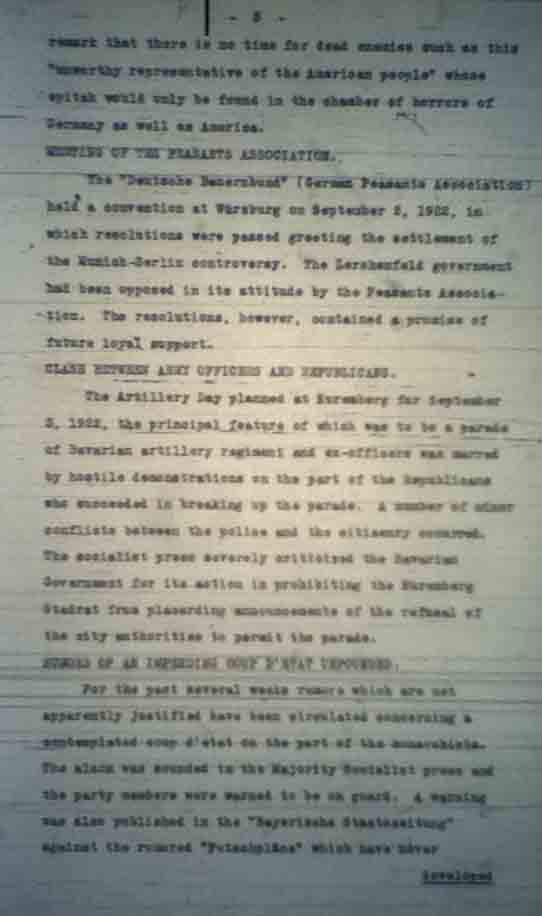 - 5 -
remark that there is no time for dead enemies such as this
"unworthy representative of the American people" whose
epitah would only be found in the chamber of horrors of
Germany as well as America.
MEETING OF THE PEASANTS ASSOCIATION.
The "Deutsche Bauernbund" (German Peasants Association)
held a convention at Würzburg on September 2, 1922, in
which resolutions were passed greeting the settlement of
the Munich-Berlin controversy. The Lerchenfeld government
had been opposed in its attitude by the Peasants Associa-
tion. The resolutions, however, contained a promise of
future loyal support.
CLASH BETWEEN ARMY OFFICERS AND REPUBLICANS.
The Artillery Day planned at Nuremberg for September
3, 1922, the principal feature of which was to be a parade
of Bavarian artillery regiment and ex-officers was marred
by hostile demonstrations on the part of the Republicans
who succeeded in breaking up the parade. A number of minor
conflicts between the police and the citizenry occurred.
The socialist press severely criticized the Bavarian
Government for its action in prohibiting the Nuremberg
Stadrat from placarding announcements of the refusal of
the city authorities to permit the parade.
RUMORS OF AN IMPENDING COUP D'ETAT UNFOUNDED.
For the past several weeks rumors which are not
apparently justified have been circulated concerning a
contemplated coup d'etat on the part of the monarchists.
The alarm was sounded in the Majority Socialist press and
the party members were warned to be on guard. A warning
was also published in the "Bayerische Staatszeitung"
against the rumored "Putschpläne" which have never
developed